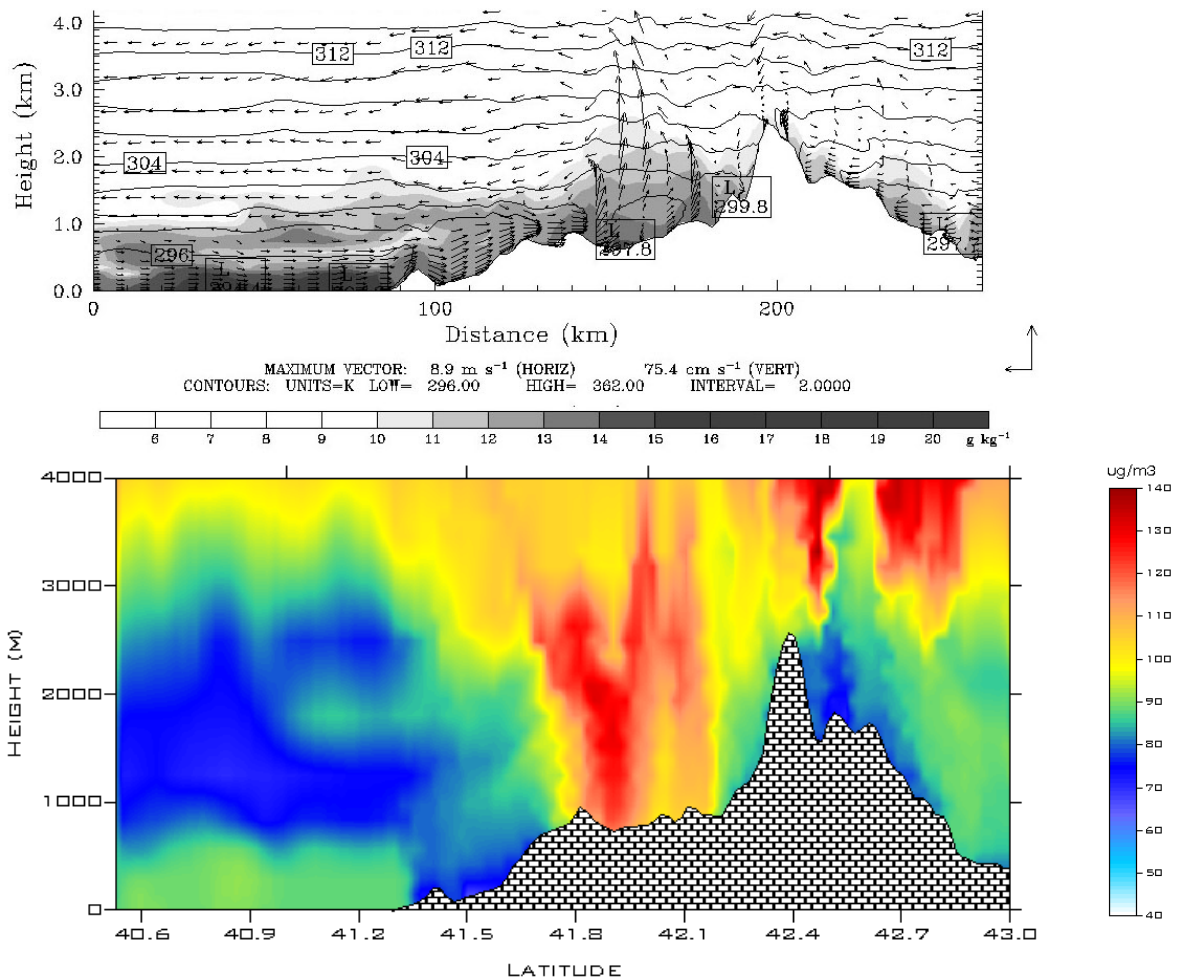 4.0
312
312
312
Height (km)
3.0
2.0
304
304
L
299.8
1.0
L
L
297.8
297
296
L
L
0.0
0
100
200
Distance (km)
MAXIMUM VECTOR: 8.9 m s⁻¹ (HORIZ) 75.4 cm s⁻¹ (VERT)
CONTOURS: UNITS=K LOW= 296.00 HIGH= 362.00 INTERVAL= 2.0000
6 7 8 9 10 11 12 13 14 15 16 17 18 19 20 g kg⁻¹
ug/m3
4000
3000
2000
1000
0
HEIGHT (M)
140
130
120
110
100
90
80
70
60
50
40
40.6 40.9 41.2 41.5 41.8 42.1 42.4 42.7 43.0
LATITUDE